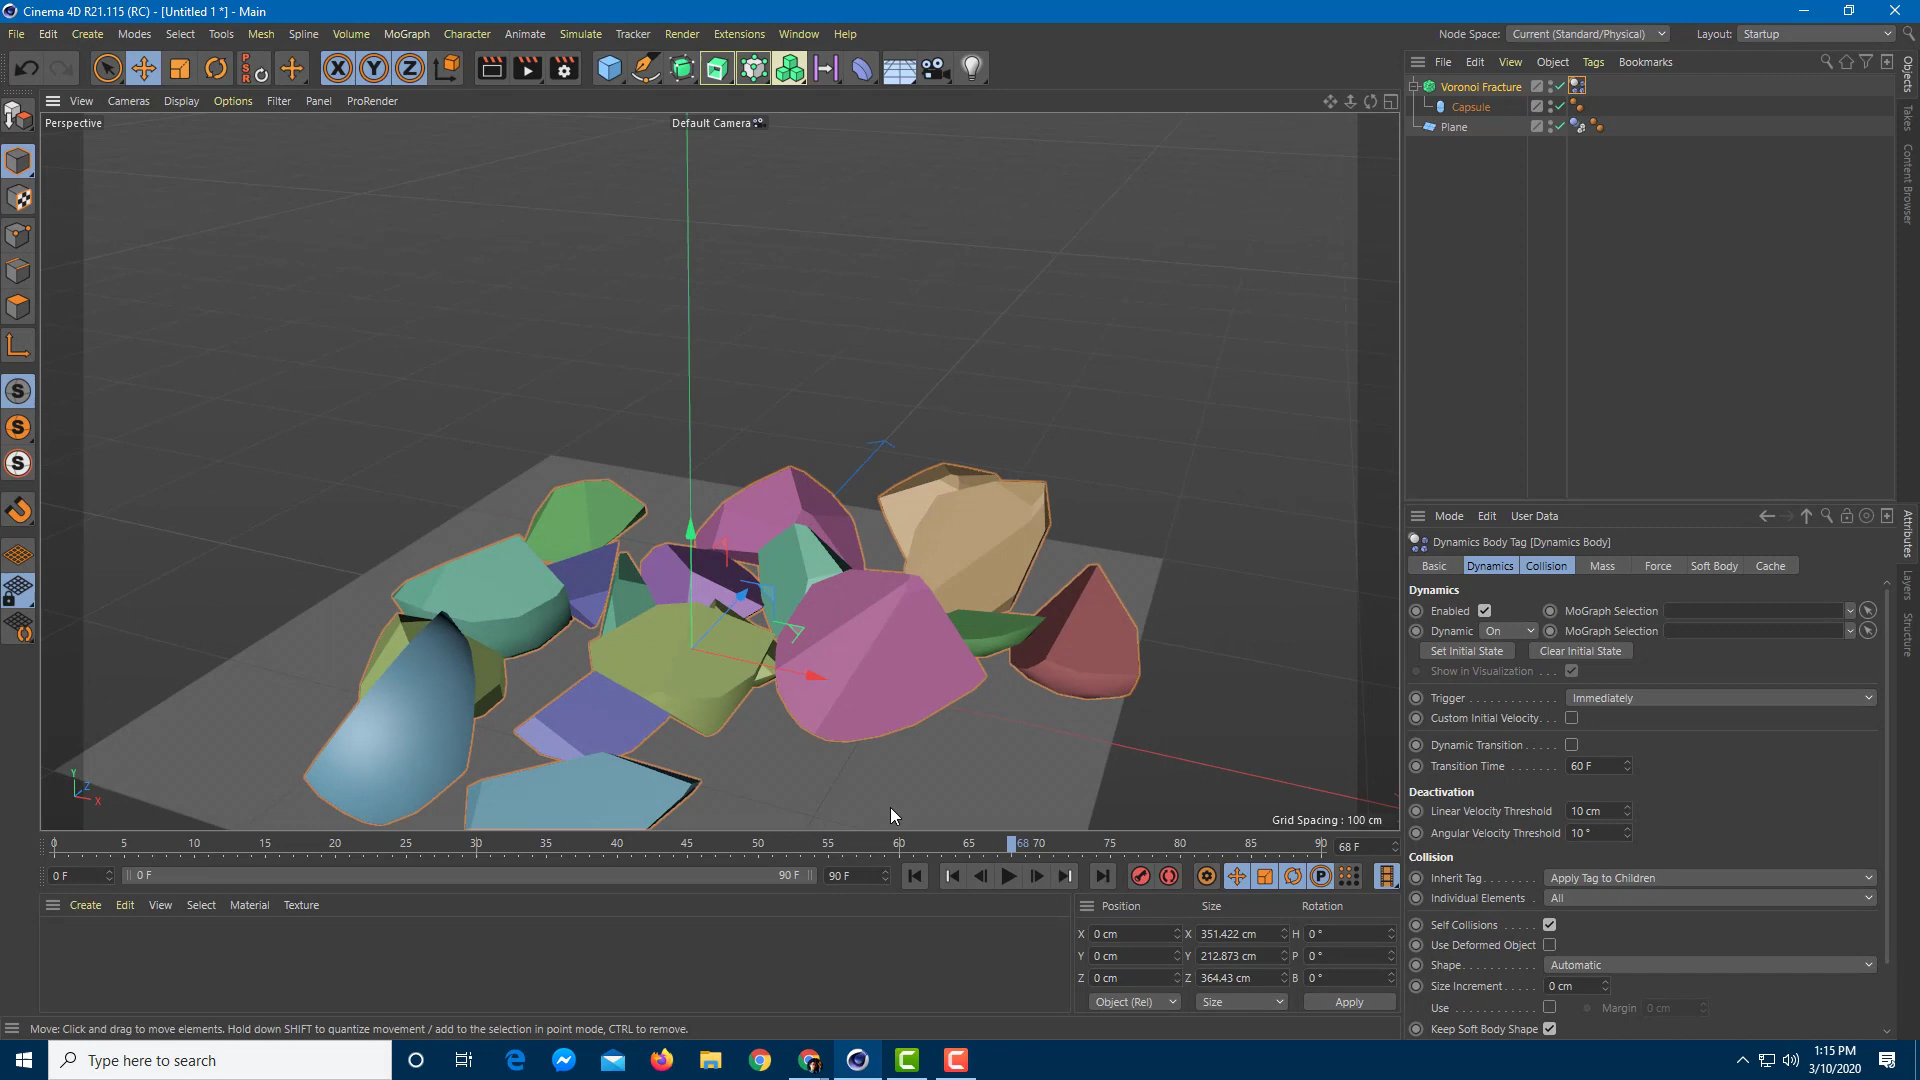 Cinema 4D R21.115 (RC) - [Untitled 1 *] - Main
File Edit Create Modes Select Tools Mesh Spline Volume MoGraph Character Animate Simulate Tracker Render Extensions Window Help
Node Space: Current (Standard/Physical) Layout: Startup
View Cameras Display Options Filter Panel ProRender
Perspective
Default Camera
Grid Spacing : 100 cm
File Edit View Object Tags Bookmarks
Voronoi Fracture
Capsule
Plane
Objects
Takes
Content Browser
Mode Edit User Data
Dynamics Body Tag [Dynamics Body]
Basic Dynamics Collision Mass Force Soft Body Cache
Dynamics
Enabled MoGraph Selection
Dynamic On MoGraph Selection
Set Initial State Clear Initial State
Show in Visualization . . .
Trigger Immediately
Custom Initial Velocity
Dynamic Transition
Transition Time 60 F
Deactivation
Linear Velocity Threshold 10 cm
Angular Velocity Threshold 10 °
Collision
Inherit Tag Apply Tag to Children
Individual Elements All
Self Collisions
Use Deformed Object
Shape Automatic
Size Increment 0 cm
Use Margin 0 cm
Keep Soft Body Shape
Attributes
Layers
Structure
X
Y
Z
Y
Z
X
0 5 10 15 20 25 30 35 40 45 50 55 60 65 68 70 75 80 85 90 68 F
0 F 0 F 90 F 90 F
Create Edit View Select Material Texture
Position Size Rotation
X 0 cm X 351.422 cm H 0 °
Y 0 cm Y 212.873 cm P 0 °
Z 0 cm Z 364.43 cm B 0 °
Object (Rel) Size Apply
Move: Click and drag to move elements. Hold down SHIFT to quantize movement / add to the selection in point mode, CTRL to remove.
Type here to search
1:15 PM
3/10/2020